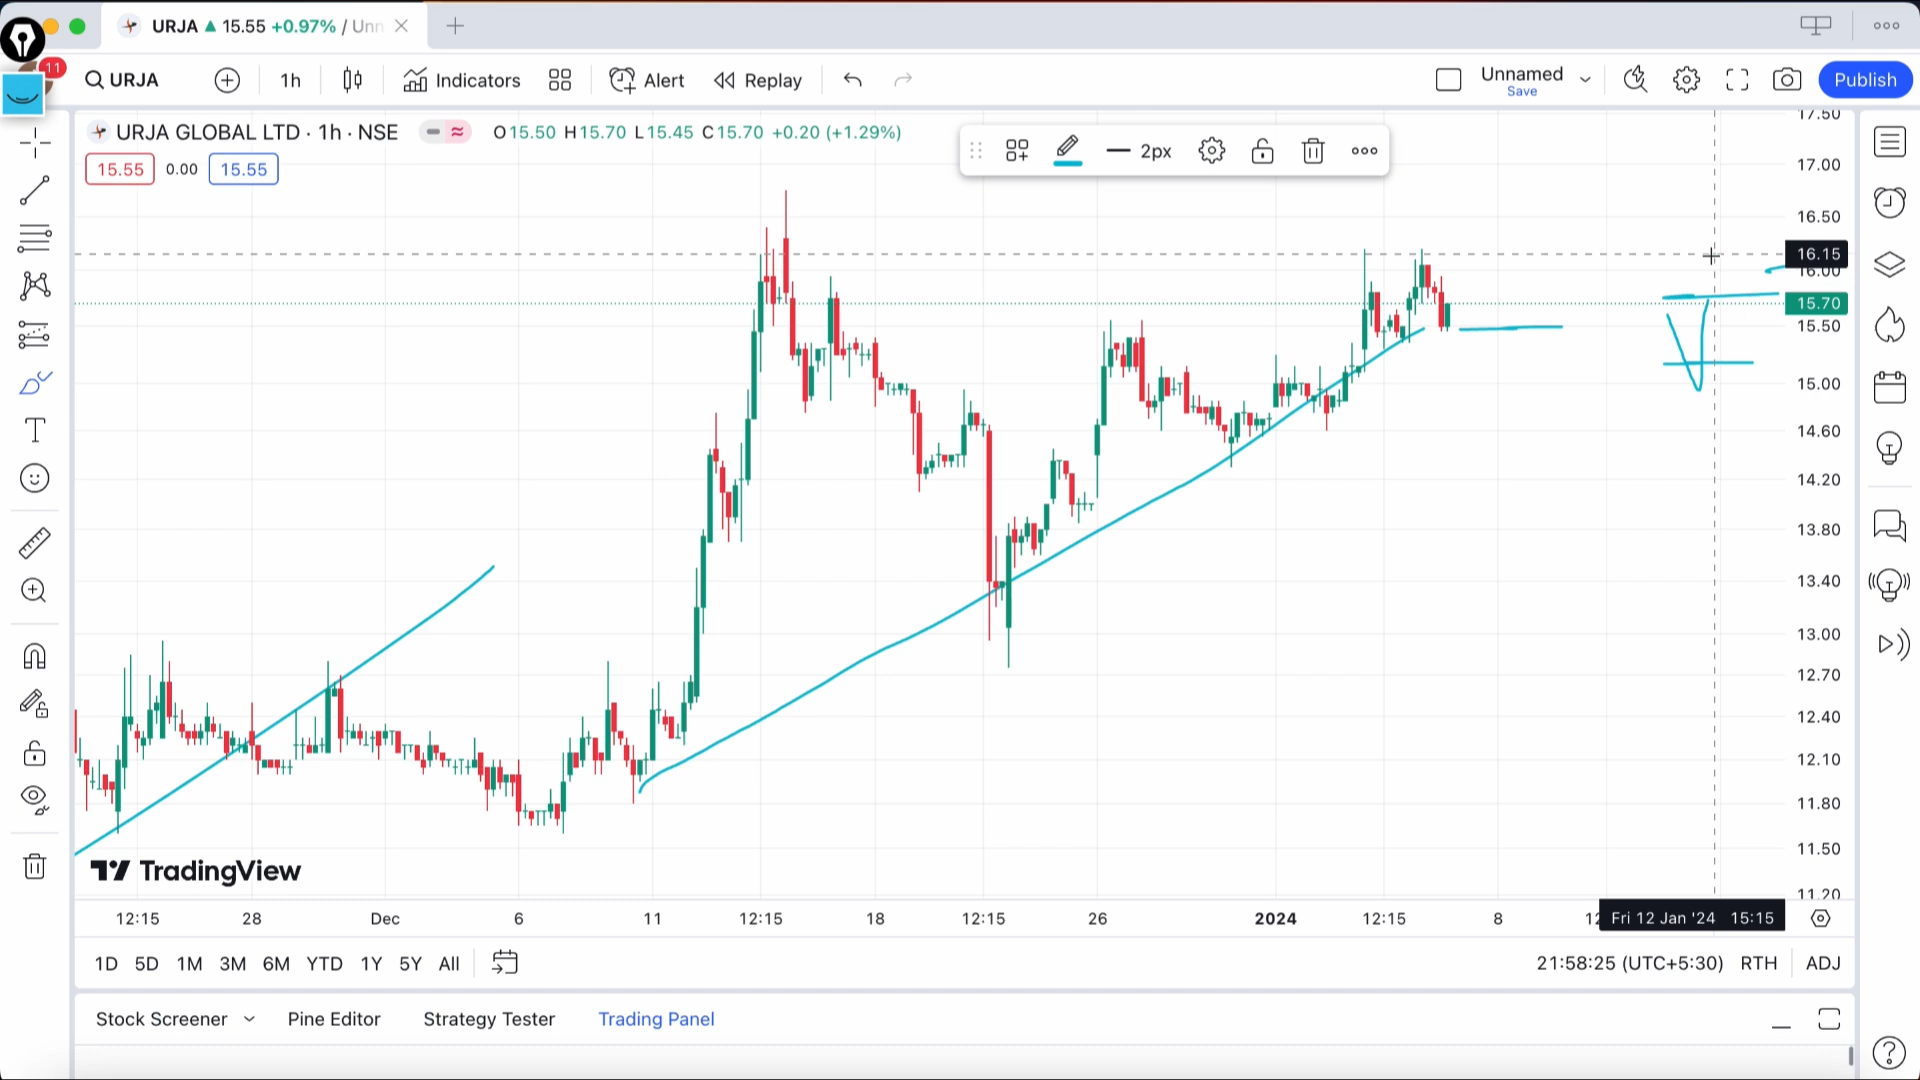 URJA ▲ 15.55 +0.97% / Unn
11
URJA
1h
Indicators
Alert
Replay
Unnamed
Save
Publish
URJA GLOBAL LTD · 1h · NSE
O15.50 H15.70 L15.45 C15.70 +0.20 (+1.29%)
15.55 0.00 15.55
2px
17.50
17.00
16.50
16.15
16.00
15.70
15.50
15.00
14.60
14.20
13.80
13.40
13.00
12.70
12.40
12.10
11.80
11.50
11.20
TradingView
12:15 28 Dec 6 11 12:15 18 12:15 26 2024 12:15 8 12 Fri 12 Jan '24 15:15
1D 5D 1M 3M 6M YTD 1Y 5Y All
21:58:25 (UTC+5:30) RTH ADJ
Stock Screener Pine Editor Strategy Tester Trading Panel